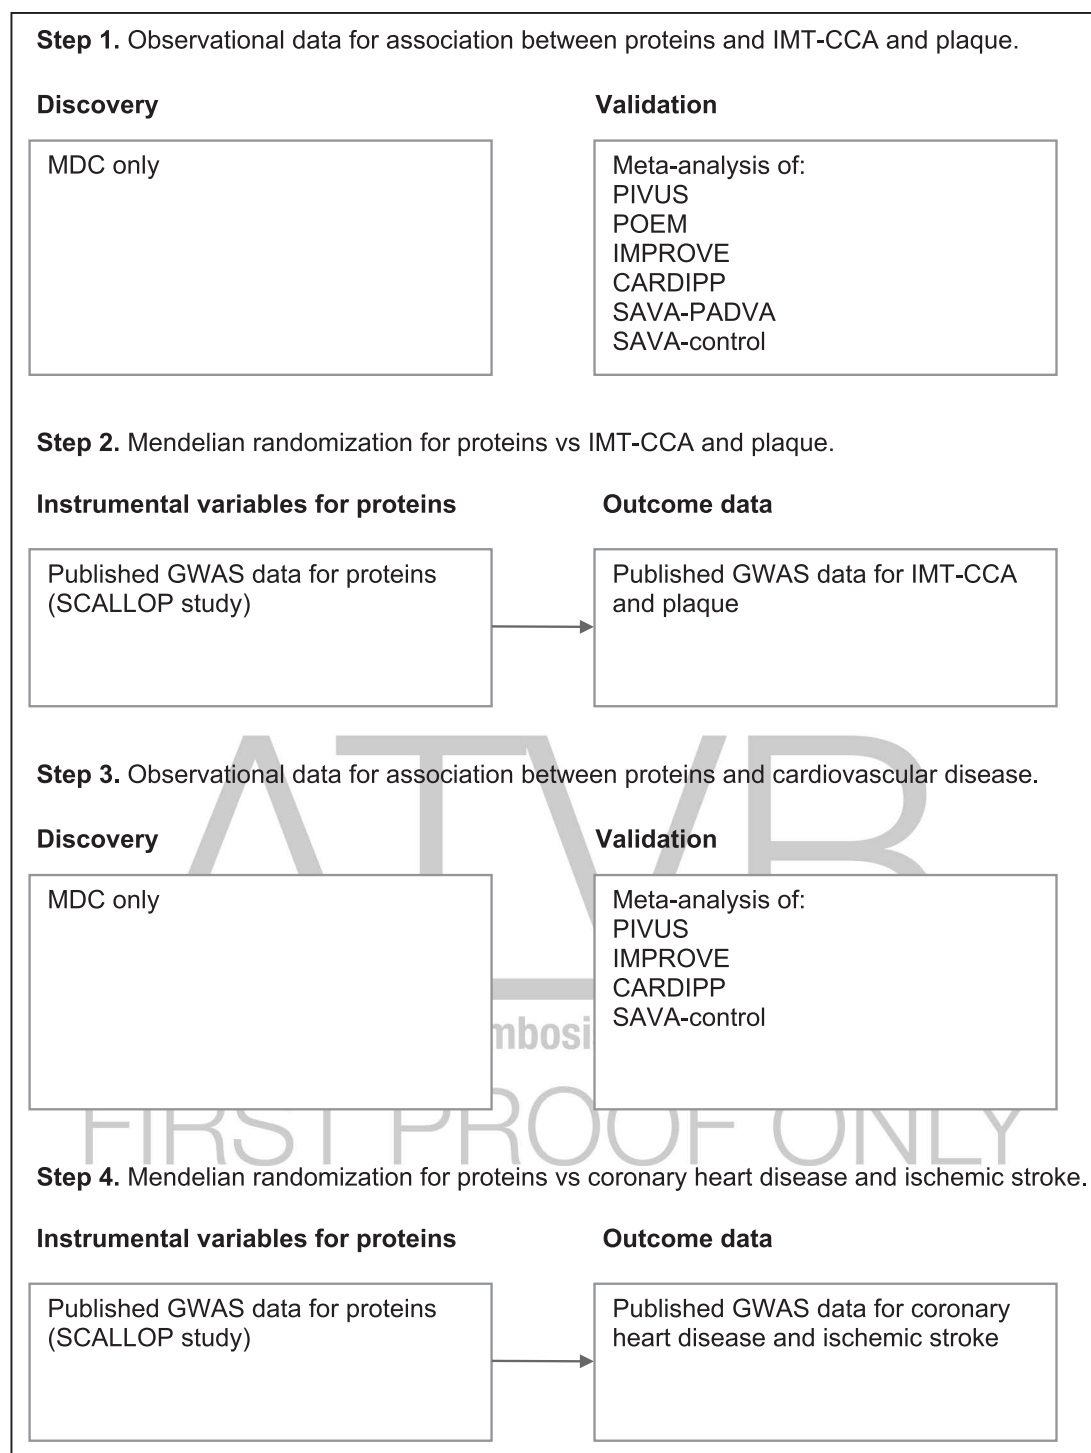 Step 1. Observational data for association between proteins and IMT-CCA and plaque.
Discovery
Validation
MDC only
Meta-analysis of:
PIVUS
POEM
IMPROVE
CARDIPP
SAVA-PADVA
SAVA-control
Step 2. Mendelian randomization for proteins vs IMT-CCA and plaque.
Instrumental variables for proteins
Outcome data
Published GWAS data for proteins
(SCALLOP study)
Published GWAS data for IMT-CCA
and plaque
ATVB
Step 3. Observational data for association between proteins and cardiovascular disease.
Discovery
Validation
MDC only
Meta-analysis of:
PIVUS
IMPROVE
CARDIPP
SAVA-control
FIRST PROOF ONLY
Step 4. Mendelian randomization for proteins vs coronary heart disease and ischemic stroke.
Instrumental variables for proteins
Outcome data
Published GWAS data for proteins
(SCALLOP study)
Published GWAS data for coronary
heart disease and ischemic stroke